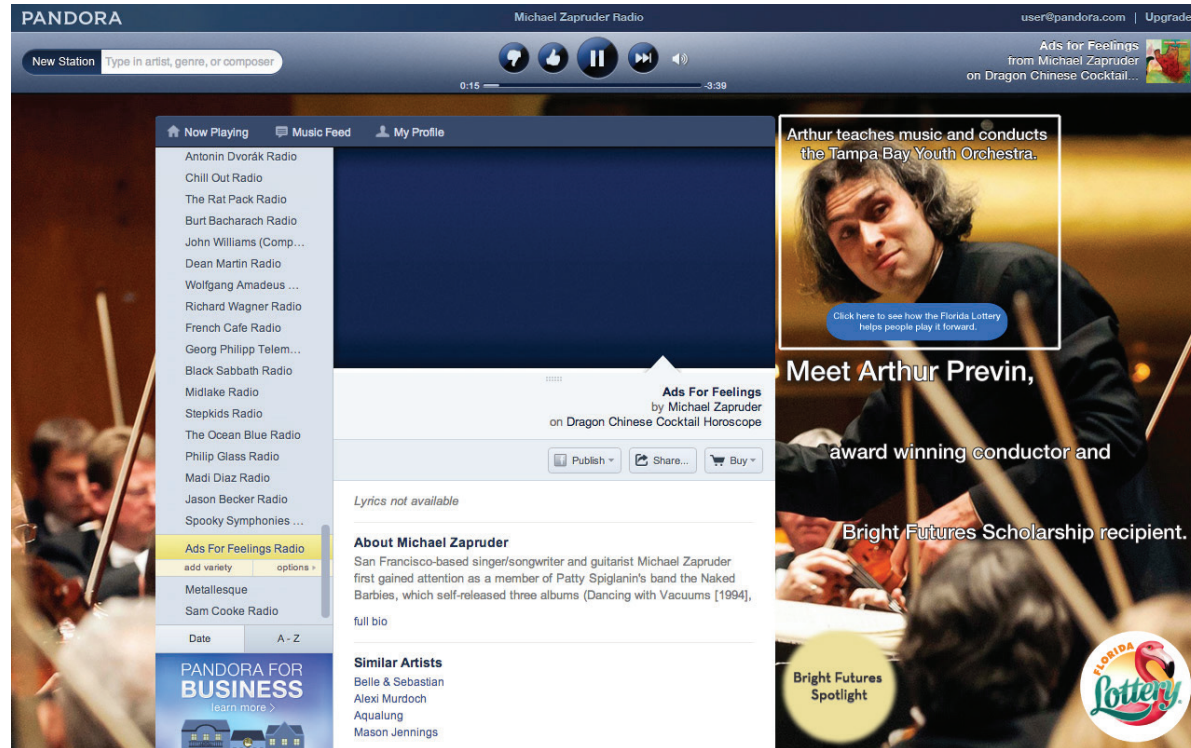 PANDORA
Michael Zapruder Radio
user@pandora.com | Upgrade
New Station
Type in artist, genre, or composer
0:15
-3:39
Ads for Feelings
from Michael Zapruder
on Dragon Chinese Cocktail...
Now Playing
Music Feed
My Profile
Antonin Dvorák Radio
Chill Out Radio
The Rat Pack Radio
Burt Bacharach Radio
John Williams (Comp...
Dean Martin Radio
Wolfgang Amadeus ...
Richard Wagner Radio
French Cafe Radio
Georg Philipp Telem...
Black Sabbath Radio
Midlake Radio
Stepkids Radio
The Ocean Blue Radio
Philip Glass Radio
Madi Diaz Radio
Jason Becker Radio
Spooky Symphonies ...
Ads For Feelings Radio
add variety
options
Metallesque
Sam Cooke Radio
Date
A - Z
PANDORA FOR
BUSINESS
learn more >
Ads For Feelings
by Michael Zapruder
on Dragon Chinese Cocktail Horoscope
Publish
Share...
Buy
Lyrics not available
About Michael Zapruder
San Francisco-based singer/songwriter and guitarist Michael Zapruder
first gained attention as a member of Patty Spiglanin's band the Naked
Barbies, which self-released three albums (Dancing with Vacuums [1994],
full bio
Similar Artists
Belle & Sebastian
Alexi Murdoch
Aqualung
Mason Jennings
Arthur teaches music and conducts
the Tampa Bay Youth Orchestra.
Click here to see how the Florida Lottery
helps people play it forward.
Meet Arthur Previn,
award winning conductor and
Bright Futures Scholarship recipient.
Bright Futures
Spotlight
FLORIDA
Lottery